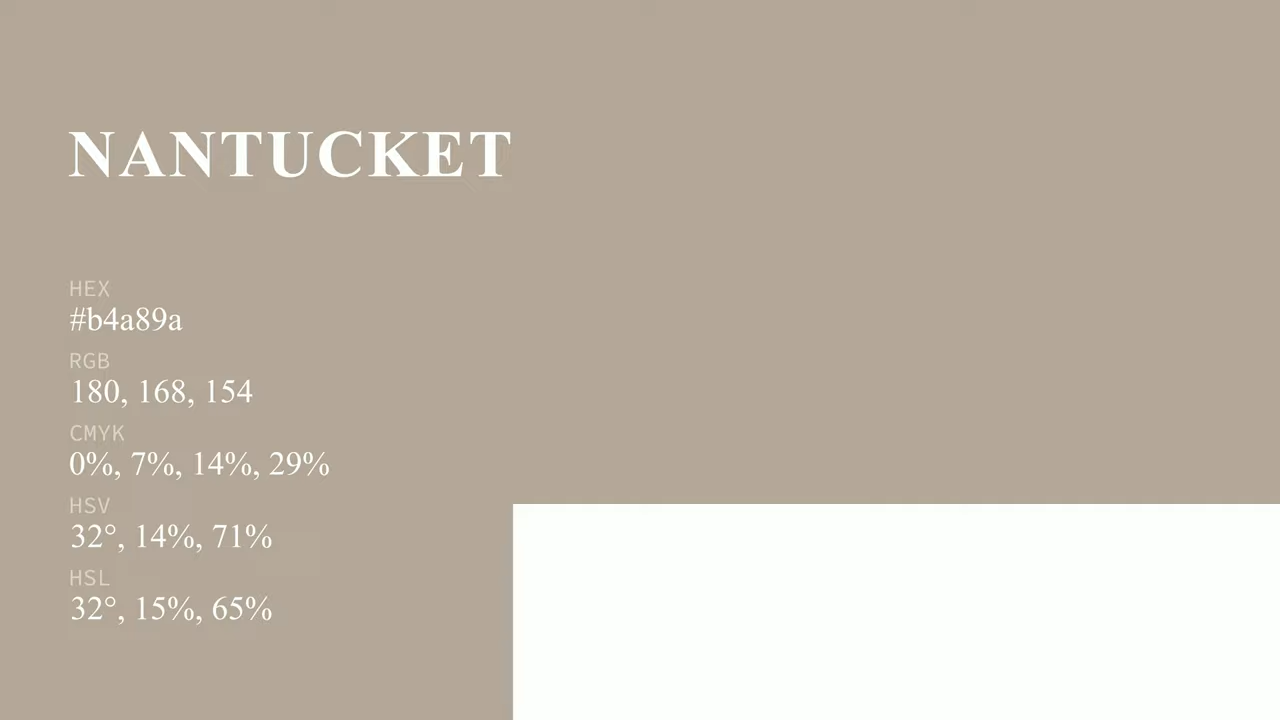 NANTUCKET
HEX
#b4a89a
RGB
180, 168, 154
CMYK
0%, 7%, 14%, 29%
HSV
32°, 14%, 71%
HSL
32°, 15%, 65%